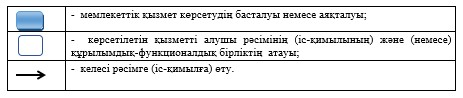 - мемлекеттік қызмет көрсетудің басталуы немесе аяқталуы;
- көрсетілетін қызметті алушы рәсімінің (іс-қимылының) және (немесе)
құрылымдық-функционалдық бірліктің атауы;
- келесі рәсімге (іс-қимылға) өту.